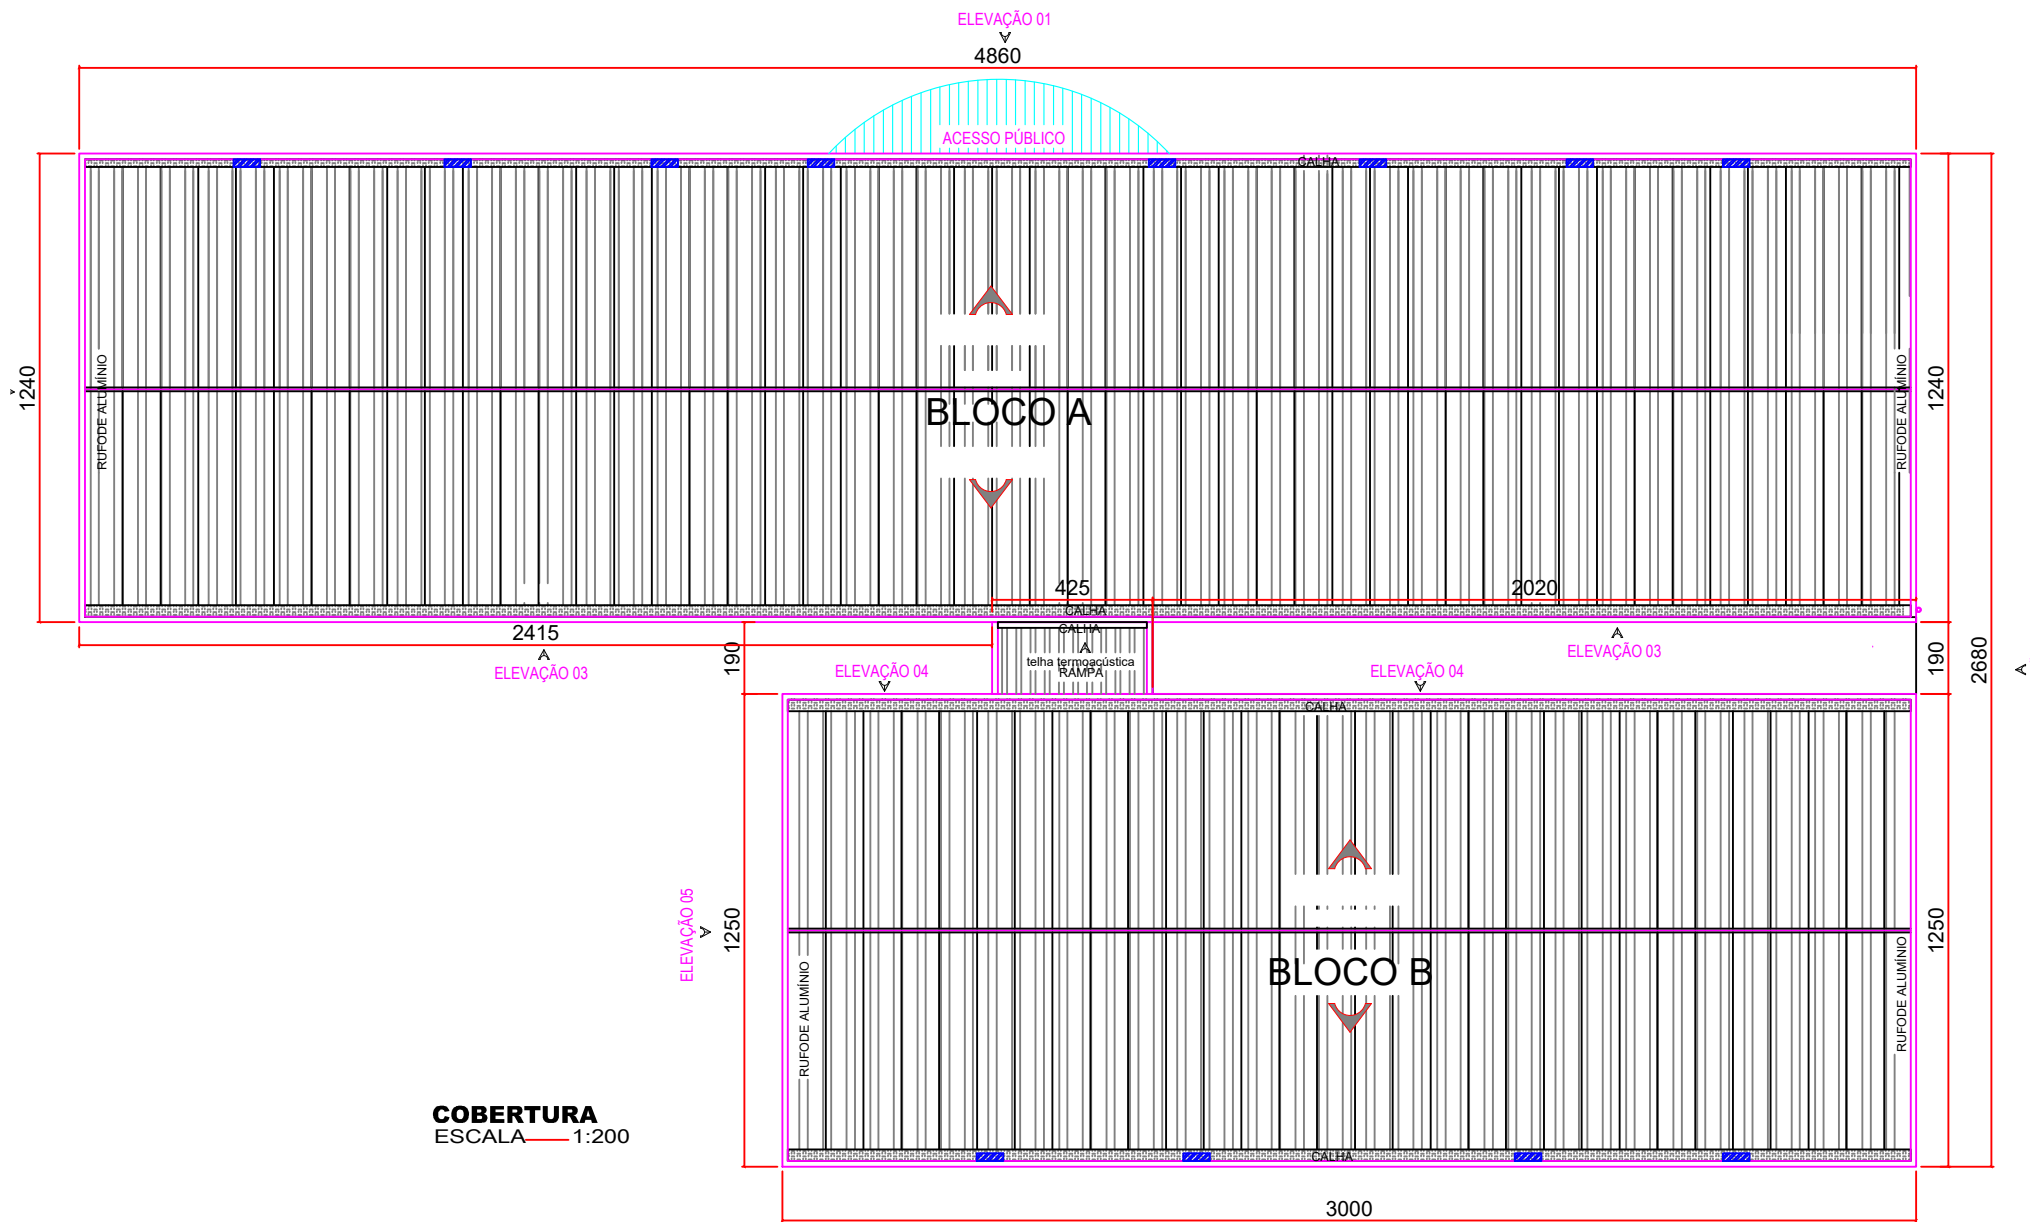 ELEVAÇÃO 01
4860
ACESSO PÚBLICO
CALHA
1240
RUFODE ALUMÍNIO
BLOCO A
RUFODE ALUMÍNIO
1240
425
2020
CALHA
2415
190
CALHA
telha termoacústica
RAMPA
ELEVAÇÃO 03
ELEVAÇÃO 04
ELEVAÇÃO 04
ELEVAÇÃO 03
190
2680
CALHA
ELEVAÇÃO 05
1250
RUFODE ALUMÍNIO
BLOCO B
RUFODE ALUMÍNIO
1250
CALHA
COBERTURA
ESCALA 1:200
3000